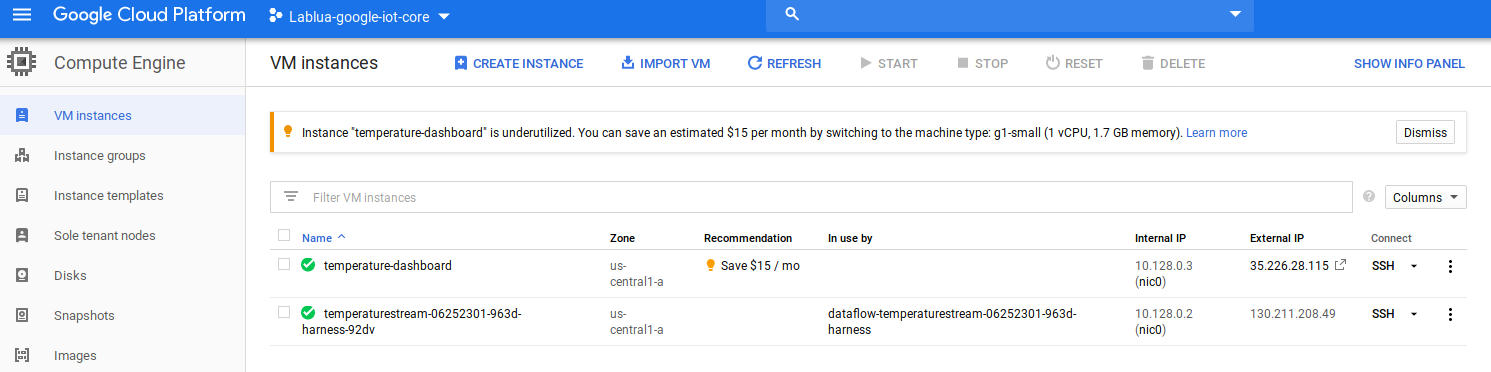 Google Cloud Platform Lablua-google-iot-core
Compute Engine VM instances CREATE INSTANCE IMPORT VM REFRESH START STOP RESET DELETE SHOW INFO PANEL
VM instances
Instance groups
Instance templates
Sole tenant nodes
Disks
Snapshots
Images
Instance "temperature-dashboard" is underutilized. You can save an estimated $15 per month by switching to the machine type: g1-small (1 vCPU, 1.7 GB memory). Learn more Dismiss
Filter VM instances Columns
Name Zone Recommendation In use by Internal IP External IP Connect
temperature-dashboard us- Save $15 / mo 10.128.0.3 35.226.28.115 SSH
central1-a (nic0)
temperaturestream-06252301-963d- us- dataflow-temperaturestream-06252301-963d- 10.128.0.2 130.211.208.49 SSH
harness-92dv central1-a harness (nic0)